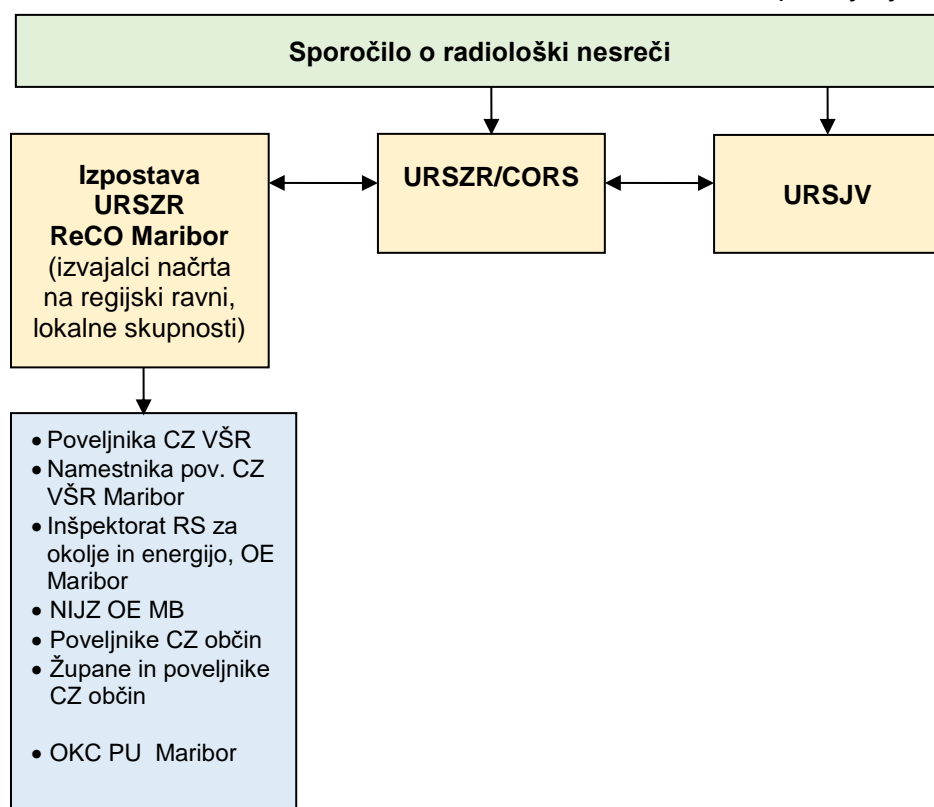 Sporočilo o radiološki nesreči
Izpostava
URSZR
ReCO Maribor
(izvajalci načrta
na regijski ravni,
lokalne skupnosti)
URSZR/CORS
URSJV
• Poveljnika CZ VŠR
• Namestnika pov. CZ
VŠR Maribor
• Inšpektorat RS za
okolje in energijo, OE
Maribor
• NIJZ OE MB
• Poveljnike CZ občin
• Župane in poveljnike
CZ občin
• OKC PU Maribor